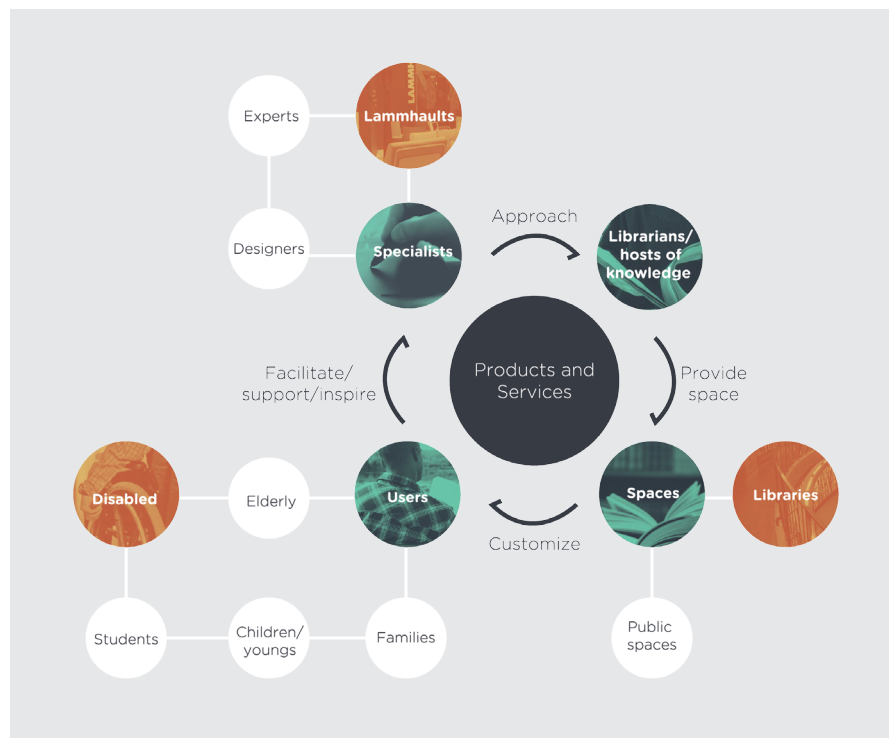 Experts
Lammhaults
LAMMH
Designers
Specialists
Approach
Librarians/
hosts of
knowledge
Facilitate/
support/inspire
Products and
Services
Provide
space
Disabled
Elderly
Users
Spaces
Libraries
Customize
Students
Children/
youngs
Families
Public
spaces